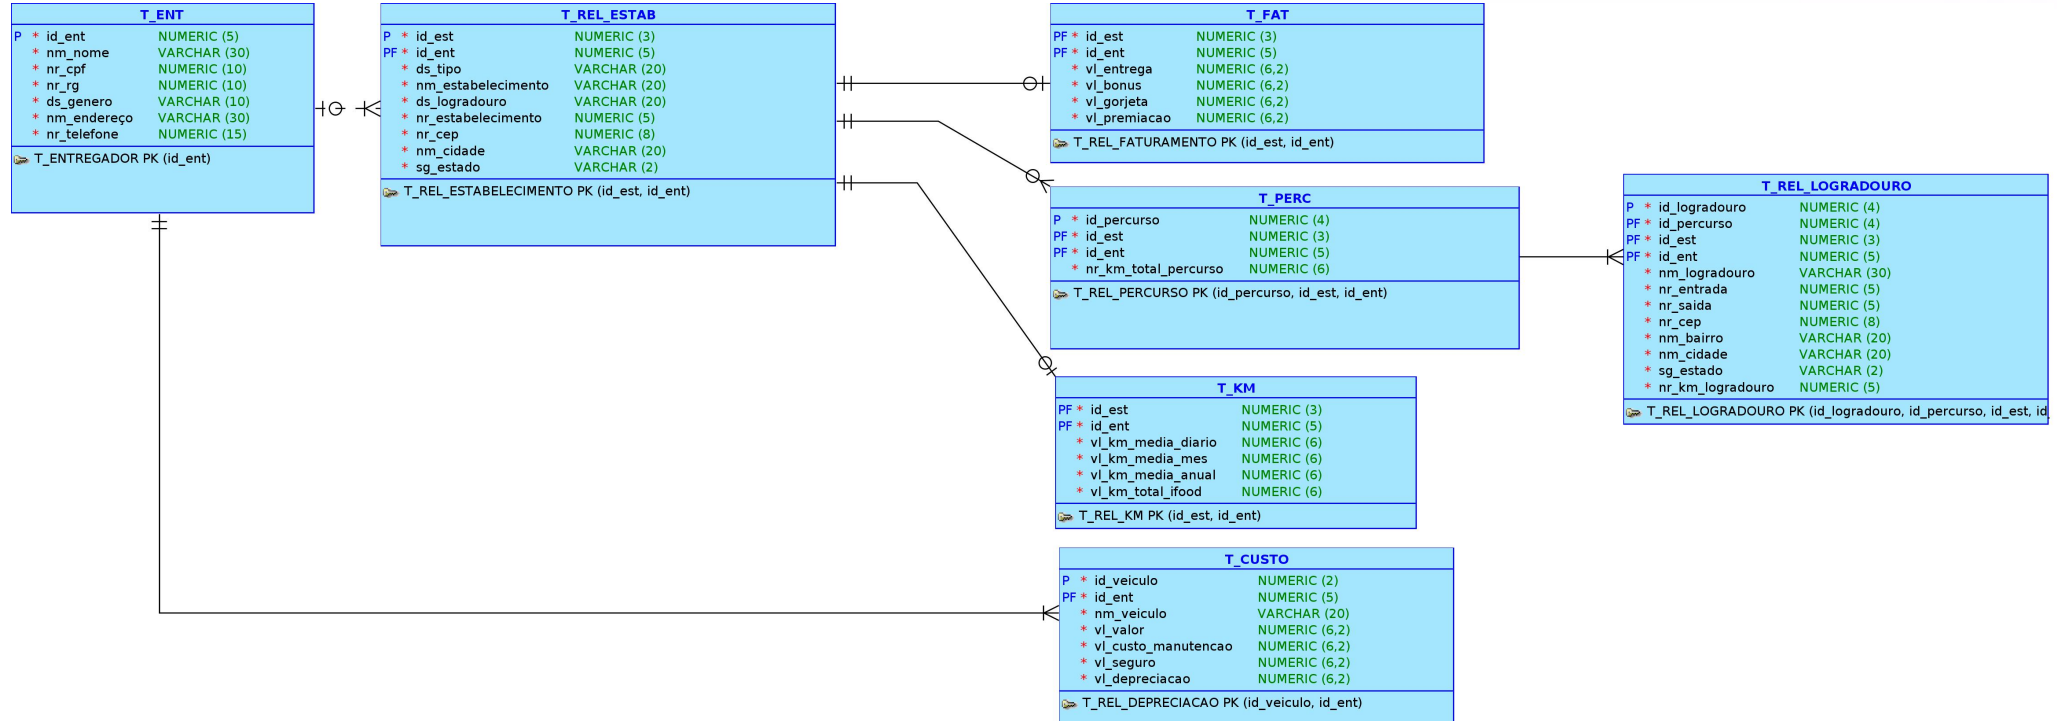 T_ENT
P * id_ent NUMERIC (5)
* nm_nome VARCHAR (30)
* nr_cpf NUMERIC (10)
* nr_rg NUMERIC (10)
* ds_genero VARCHAR (10)
* nm_endereço VARCHAR (30)
* nr_telefone NUMERIC (15)
T_ENTREGADOR PK (id_ent)
T_REL_ESTAB
P * id_est NUMERIC (3)
PF * id_ent NUMERIC (5)
* ds_tipo VARCHAR (20)
* nm_estabelecimento VARCHAR (20)
* ds_logradouro VARCHAR (20)
* nr_estabelecimento NUMERIC (5)
* nr_cep NUMERIC (8)
* nm_cidade VARCHAR (20)
* sg_estado VARCHAR (2)
T_REL_ESTABELECIMENTO PK (id_est, id_ent)
T_FAT
PF * id_est NUMERIC (3)
PF * id_ent NUMERIC (5)
* vl_entrega NUMERIC (6,2)
* vl_bonus NUMERIC (6,2)
* vl_gorjeta NUMERIC (6,2)
* vl_premiacao NUMERIC (6,2)
T_REL_FATURAMENTO PK (id_est, id_ent)
T_PERC
P * id_percurso NUMERIC (4)
PF * id_est NUMERIC (3)
PF * id_ent NUMERIC (5)
* nr_km_total_percurso NUMERIC (6)
T_REL_PERCURSO PK (id_percurso, id_est, id_ent)
T_REL_LOGRADOURO
P * id_logradouro NUMERIC (4)
PF * id_percurso NUMERIC (4)
PF * id_est NUMERIC (3)
PF * id_ent NUMERIC (5)
* nm_logradouro VARCHAR (30)
* nr_entrada NUMERIC (5)
* nr_saida NUMERIC (5)
* nr_cep NUMERIC (8)
* nm_bairro VARCHAR (20)
* nm_cidade VARCHAR (20)
* sg_estado VARCHAR (2)
* nr_km_logradouro NUMERIC (5)
T_REL_LOGRADOURO PK (id_logradouro, id_percurso, id_est, id
T_KM
PF * id_est NUMERIC (3)
PF * id_ent NUMERIC (5)
* vl_km_media_diario NUMERIC (6)
* vl_km_media_mes NUMERIC (6)
* vl_km_media_anual NUMERIC (6)
* vl_km_total_ifood NUMERIC (6)
T_REL_KM PK (id_est, id_ent)
T_CUSTO
P * id_veiculo NUMERIC (2)
PF * id_ent NUMERIC (5)
* nm_veiculo VARCHAR (20)
* vl_valor NUMERIC (6,2)
* vl_custo_manutencao NUMERIC (6,2)
* vl_seguro NUMERIC (6,2)
* vl_depreciacao NUMERIC (6,2)
T_REL_DEPRECIACAO PK (id_veiculo, id_ent)